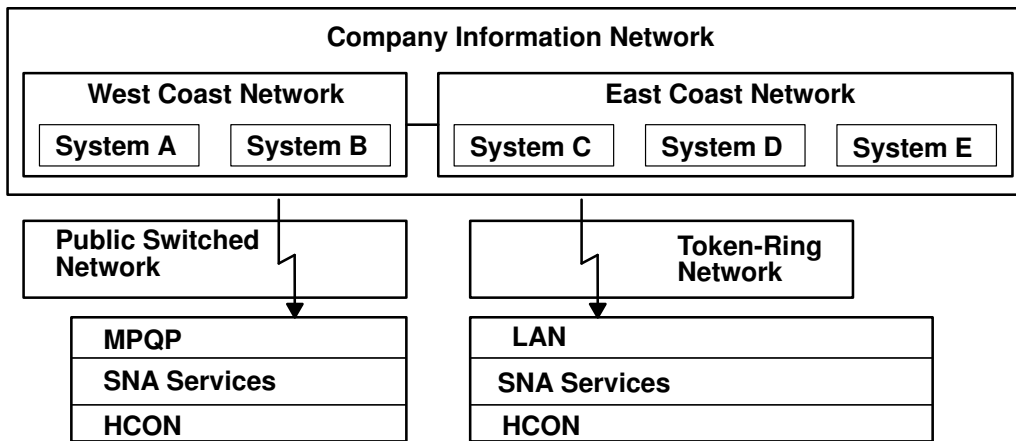 Company Information Network
West Coast Network
East Coast Network
System A
System B
System C
System D
System E
Public Switched
Network
Token-Ring
Network
MPQP
SNA Services
HCON
LAN
SNA Services
HCON